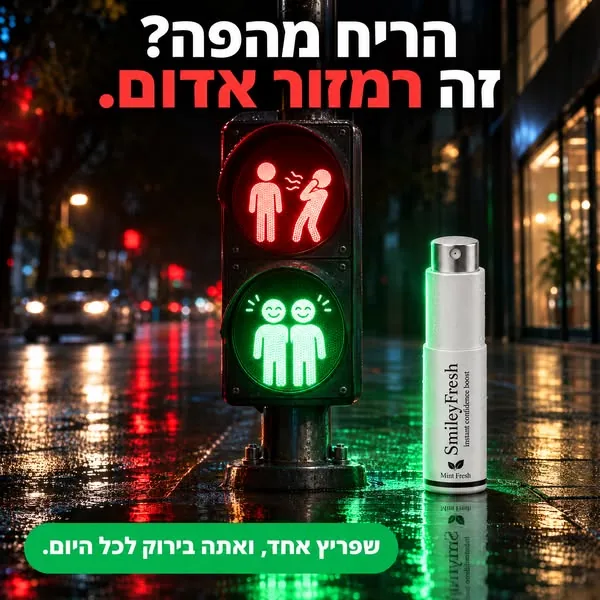 הריח מהפה?
זה רמזור אדום.
SmileyFresh
instant confidence boost
Mint Fresh
שפריץ אחד, ואתה בירוק לכל היום.